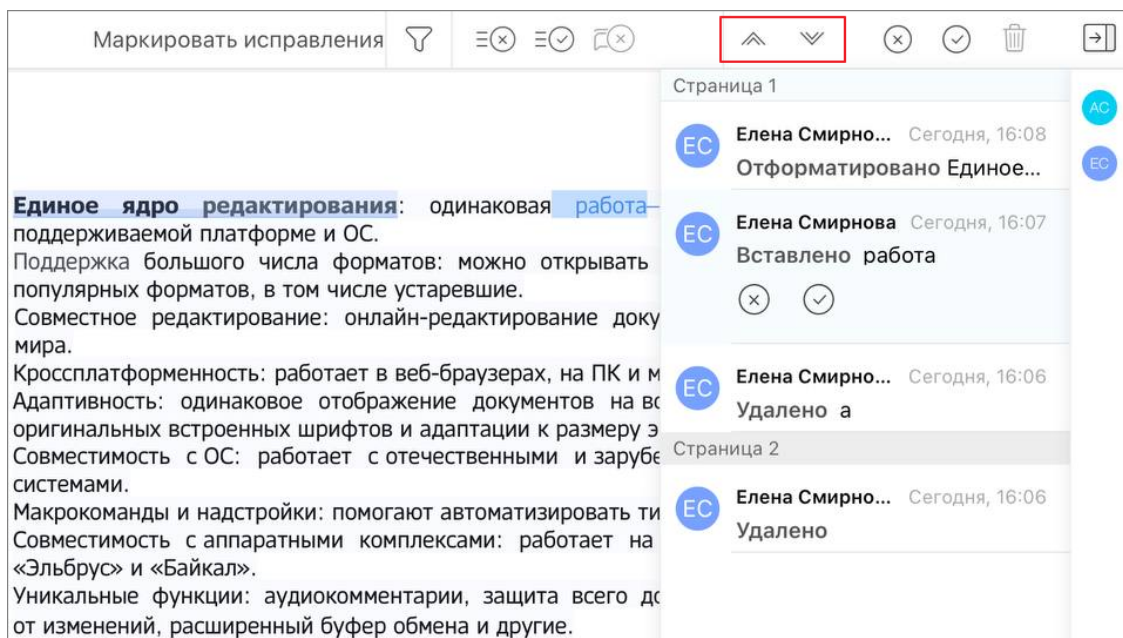 Маркировать исправления
Страница 1
АС
ЕС
Елена Смирно... Сегодня, 16:08
Отформатировано Единое...
ЕС
ЕС
Елена Смирнова Сегодня, 16:07
Вставлено работа
ЕС
Елена Смирно... Сегодня, 16:06
Удалено а
Страница 2
ЕС
Елена Смирно... Сегодня, 16:06
Удалено
Единое ядро редактирования: одинаковая работа–
поддерживаемой платформе и ОС.
Поддержка большого числа форматов: можно открывать
популярных форматов, в том числе устаревшие.
Совместное редактирование: онлайн-редактирование доку
мира.
Кроссплатформенность: работает в веб-браузерах, на ПК и м
Адаптивность: одинаковое отображение документов на вс
оригинальных встроенных шрифтов и адаптации к размеру э
Совместимость с ОС: работает с отечественными и зарубе
системами.
Макрокоманды и надстройки: помогают автоматизировать ти
Совместимость с аппаратными комплексами: работает на
«Эльбрус» и «Байкал».
Уникальные функции: аудиокомментарии, защита всего до
от изменений, расширенный буфер обмена и другие.